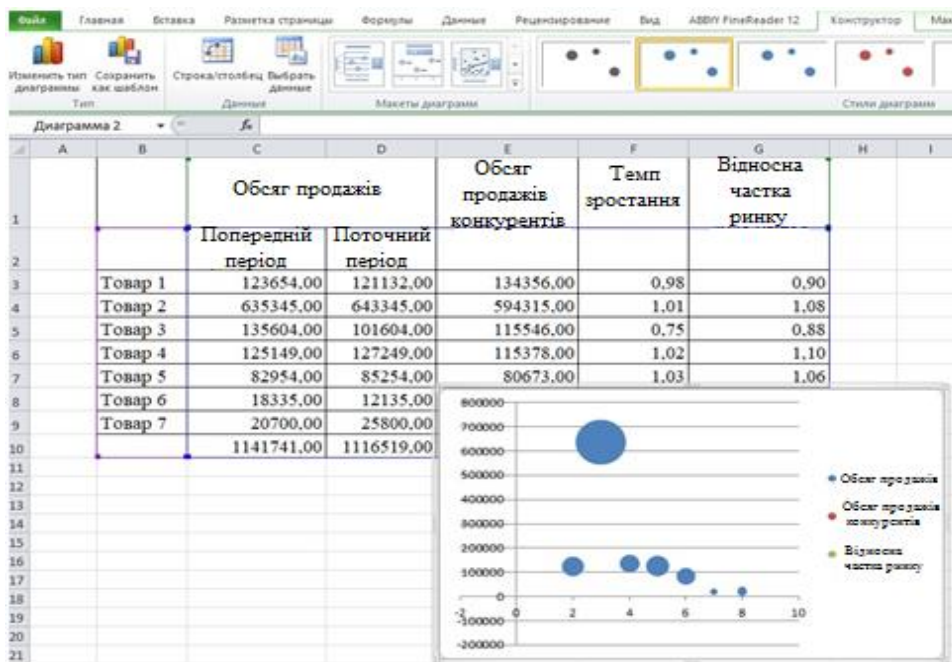 Файл Главная Вставка Разметка страницы Формулы Данные Рецензирование Вид ABBYY FineReader 12 Конструктор Мак
Изменить тип диаграммы Сохранить как шаблон Строка/столбец Выбрать данные
Тип Данные Макеты диаграмм Стили диаграмм
Диаграмма 2 fx
A B C D E F G H I
1 Обсяг продажів Обсяг продажів конкурентів Темп зростання Відносна частка ринку
2 Попередній період Поточний період
3 Товар 1 123654,00 121132,00 134356,00 0,98 0,90
4 Товар 2 635345,00 643345,00 594315,00 1,01 1,08
5 Товар 3 135604,00 101604,00 115546,00 0,75 0,88
6 Товар 4 125149,00 127249,00 115378,00 1,02 1,10
7 Товар 5 82954,00 85254,00 80673,00 1,03 1,06
8 Товар 6 18335,00 12135,00
9 Товар 7 20700,00 25800,00
10 1141741,00 1116519,00
11
12
13
14
15
16
17
18
19
20
21
800000
700000
600000
500000
400000
300000
200000
100000
0
-2 0 2 4 6 8 10
-100000
-200000
Обсяг продажів
Обсяг продажів
конкурентів
Відносна
частка ринку